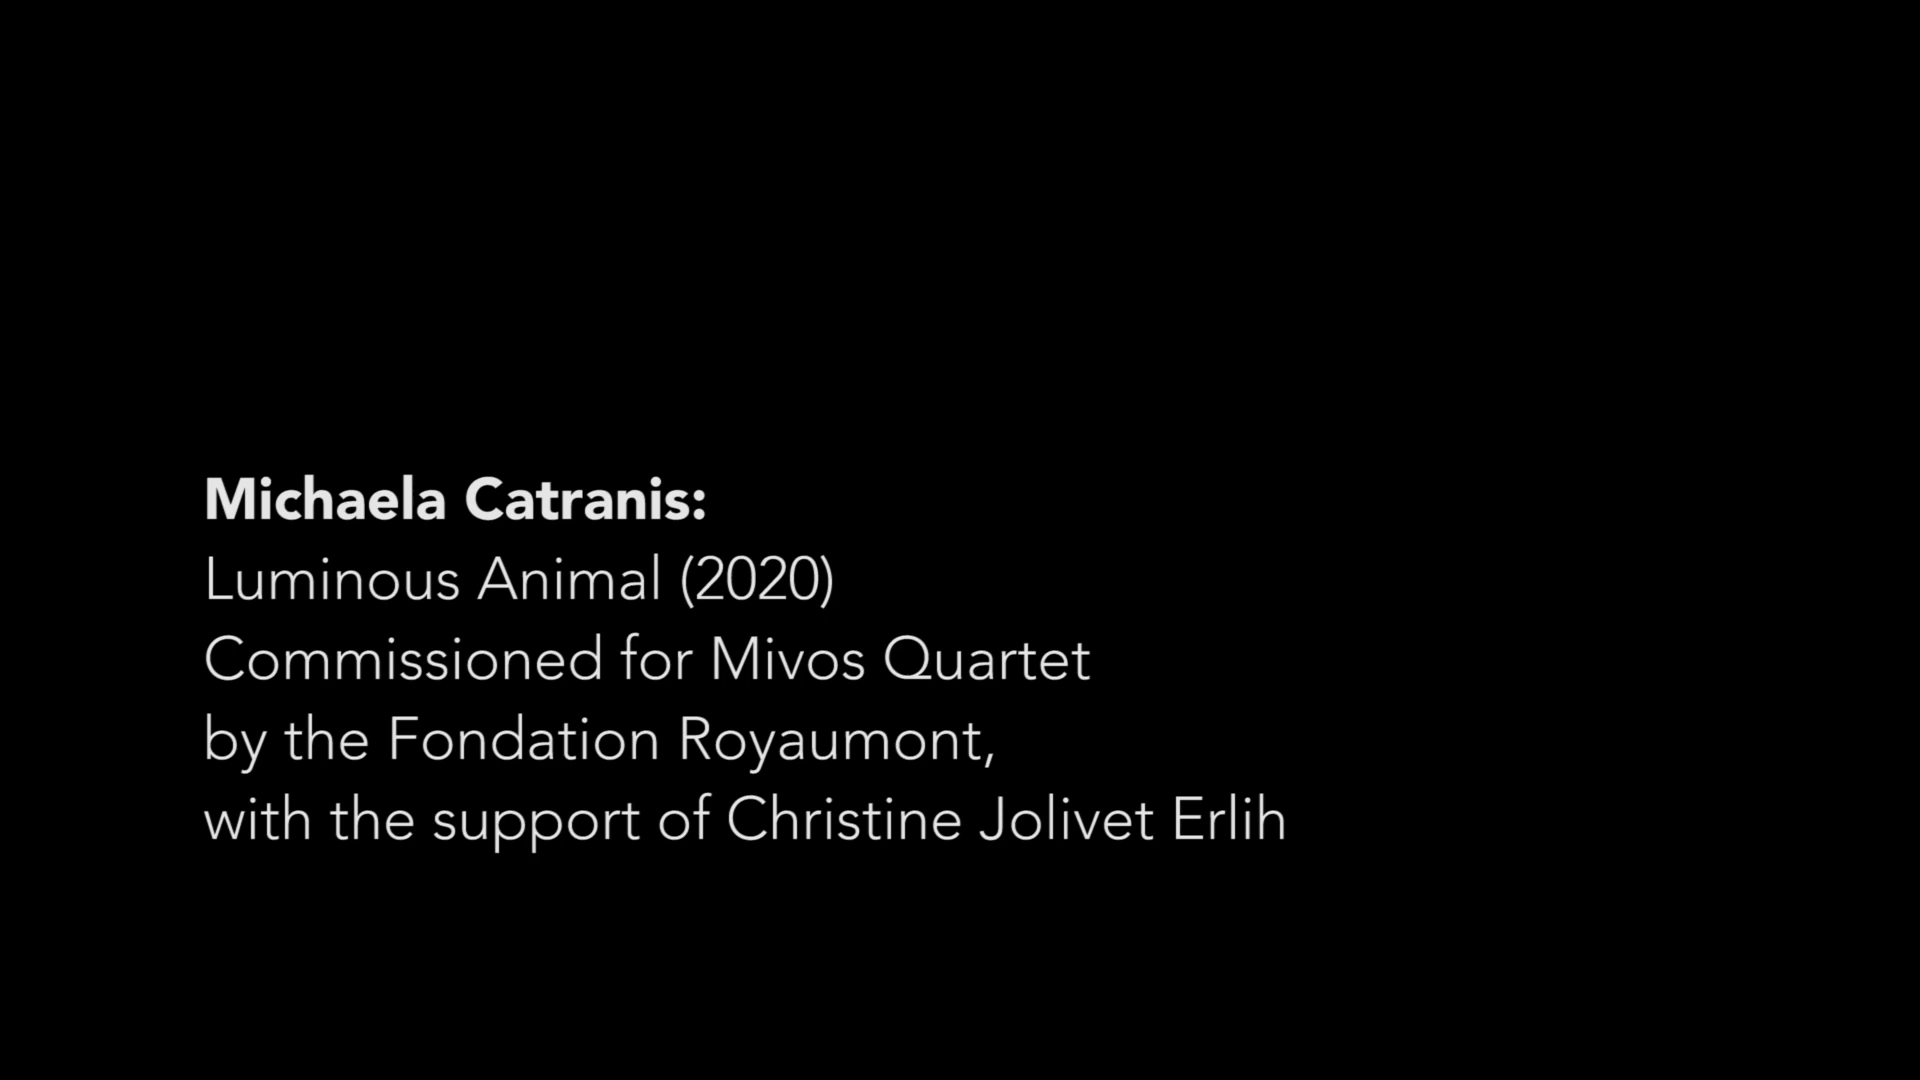 Michaela Catranis:
Luminous Animal (2020)
Commissioned for Mivos Quartet
by the Fondation Royaumont,
with the support of Christine Jolivet Erlih